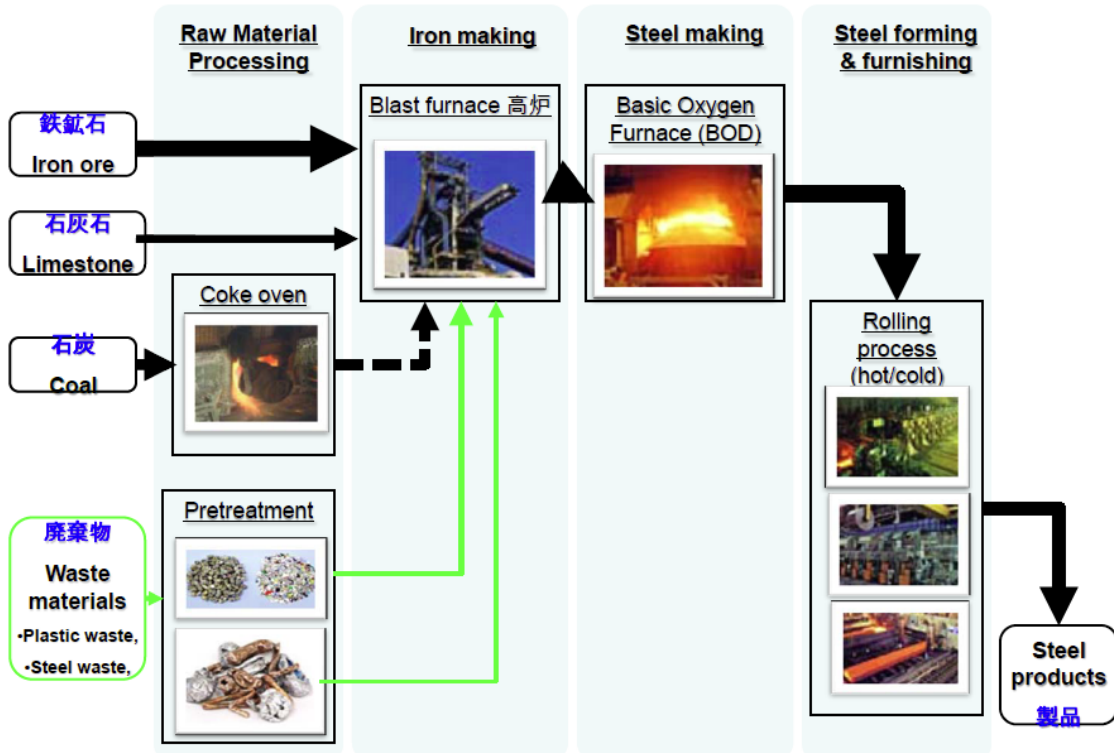 Raw Material
Processing
Iron making
Steel making
Steel forming
& furnishing
鉄鉱石
Iron ore
石灰石
Limestone
石炭
Coal
廃棄物
Waste
materials
•Plastic waste,
•Steel waste,
Coke oven
Pretreatment
Blast furnace 高炉
Basic Oxygen
Furnace (BOD)
Rolling
process
(hot/cold)
Steel
products
製品